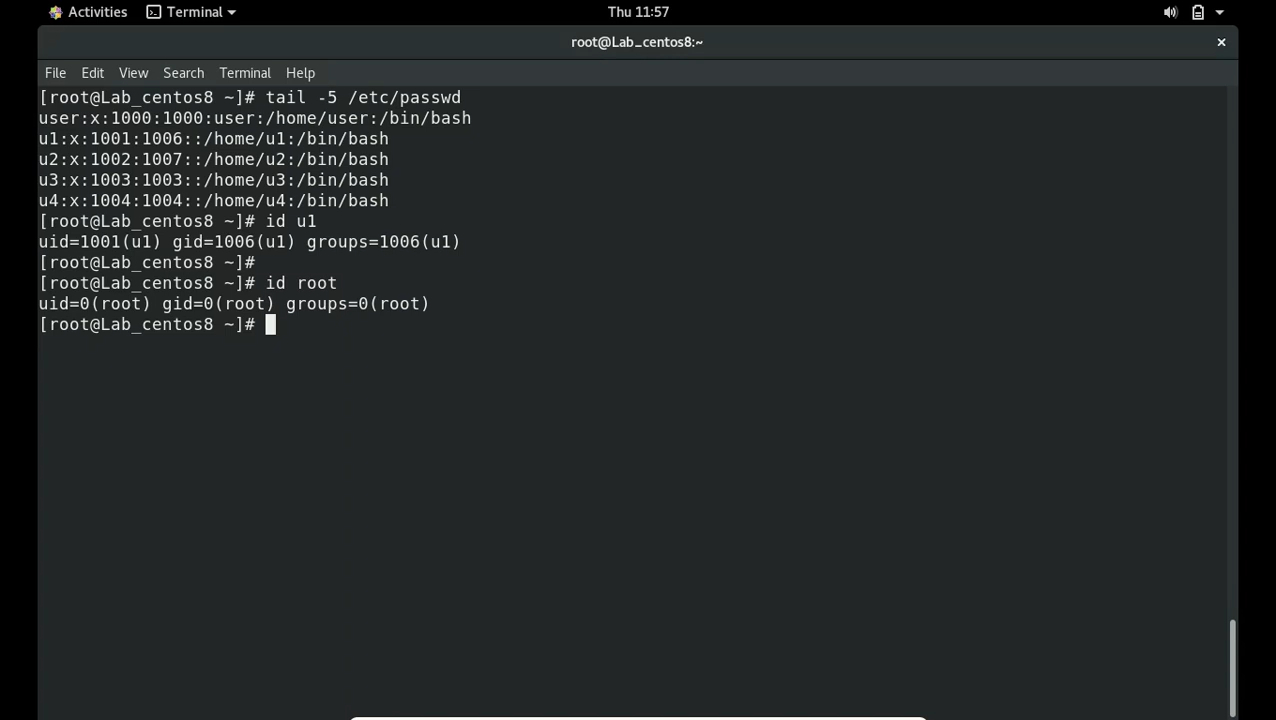 Activities Terminal Thu 11:57
root@Lab_centos8:~ ×
File Edit View Search Terminal Help
[root@Lab_centos8 ~]# tail -5 /etc/passwd
user:x:1000:1000:user:/home/user:/bin/bash
u1:x:1001:1006::/home/u1:/bin/bash
u2:x:1002:1007::/home/u2:/bin/bash
u3:x:1003:1003::/home/u3:/bin/bash
u4:x:1004:1004::/home/u4:/bin/bash
[root@Lab_centos8 ~]# id u1
uid=1001(u1) gid=1006(u1) groups=1006(u1)
[root@Lab_centos8 ~]#
[root@Lab_centos8 ~]# id root
uid=0(root) gid=0(root) groups=0(root)
[root@Lab_centos8 ~]#